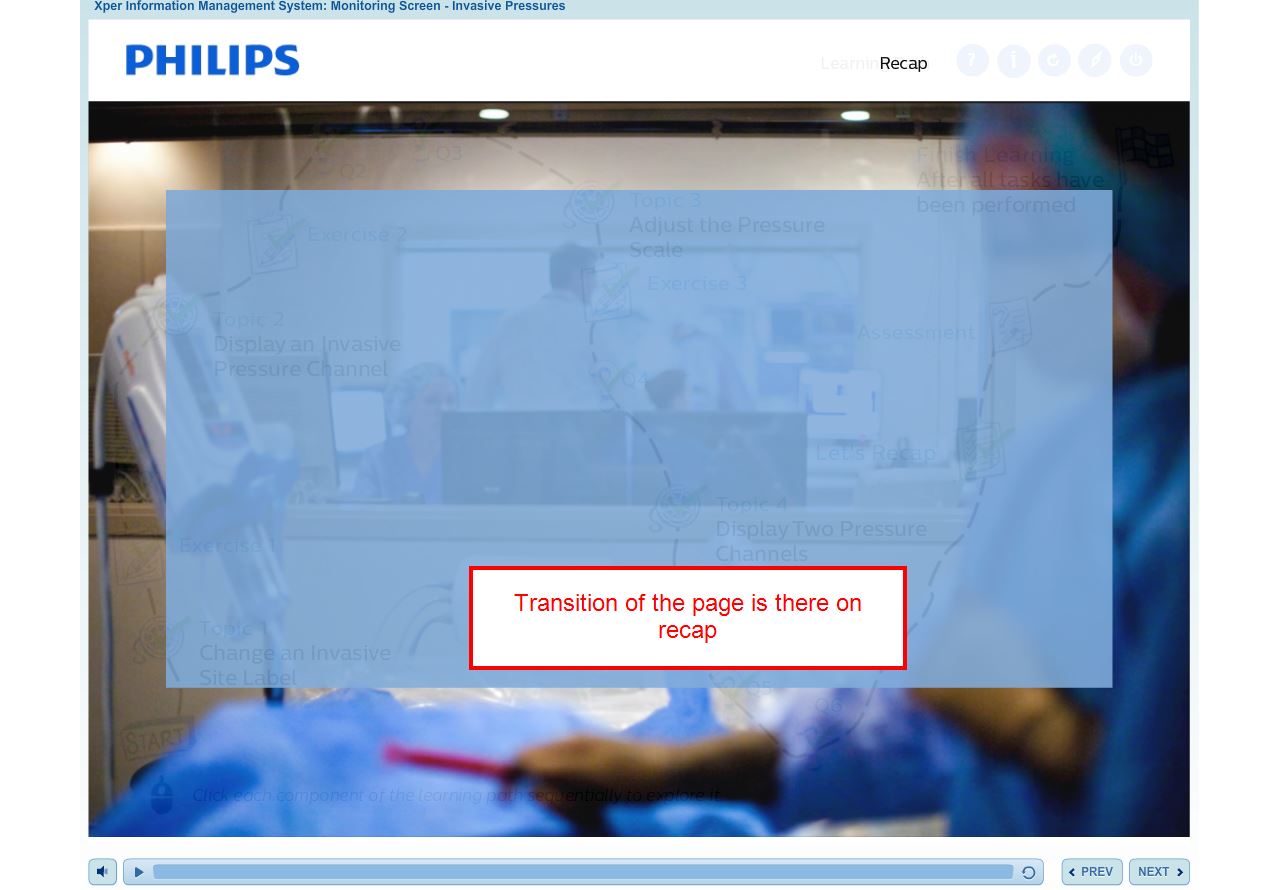 Xper Information Management System: Monitoring Screen - Invasive Pressures
PHILIPS
Learnin
Recap
?
i
Q3
Q2
Finish Learning
After all tasks have
been performed
Topic 3
Adjust the Pressure
Scale
Exercise 2
Exercise 3
Topic 2
Display an Invasive
Pressure Channel
Assessment
Q4
Let's Recap
Topic 4
Display Two Pressure
Channels
Exercise 1
Transition of the page is there on
recap
Topic 1
Change an Invasive
Site Label
Q5
Q6
START
Click each component of the learning path sequentially to explore it.
PREV
NEXT